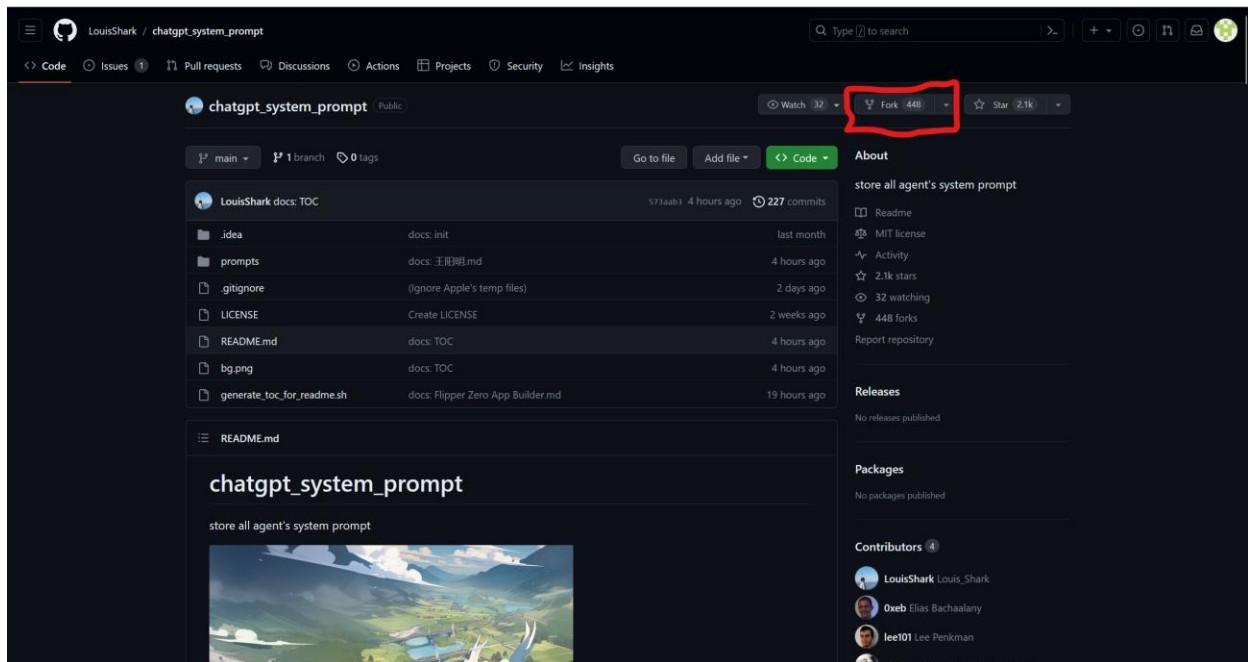 LouisShark / chatgpt_system_prompt
Type / to search
Code Issues 1 Pull requests Discussions Actions Projects Security Insights
chatgpt_system_prompt Public
Watch 32 Fork 448 Star 2.1k
main 1 branch 0 tags Go to file Add file Code
LouisShark docs: TOC 573aab3 4 hours ago 227 commits
.idea docs: init last month
prompts docs: 王阳明.md 4 hours ago
.gitignore (Ignore Apple's temp files) 2 days ago
LICENSE Create LICENSE 2 weeks ago
README.md docs: TOC 4 hours ago
bg.png docs: TOC 4 hours ago
generate_toc_for_readme.sh docs: Flipper Zero App Builder.md 19 hours ago
README.md
chatgpt_system_prompt
store all agent's system prompt
About
store all agent's system prompt
Readme
MIT license
Activity
2.1k stars
32 watching
448 forks
Report repository
Releases
No releases published
Packages
No packages published
Contributors 4
LouisShark Louis_Shark
0xeb Elias Bachaalany
lee101 Lee Penkman